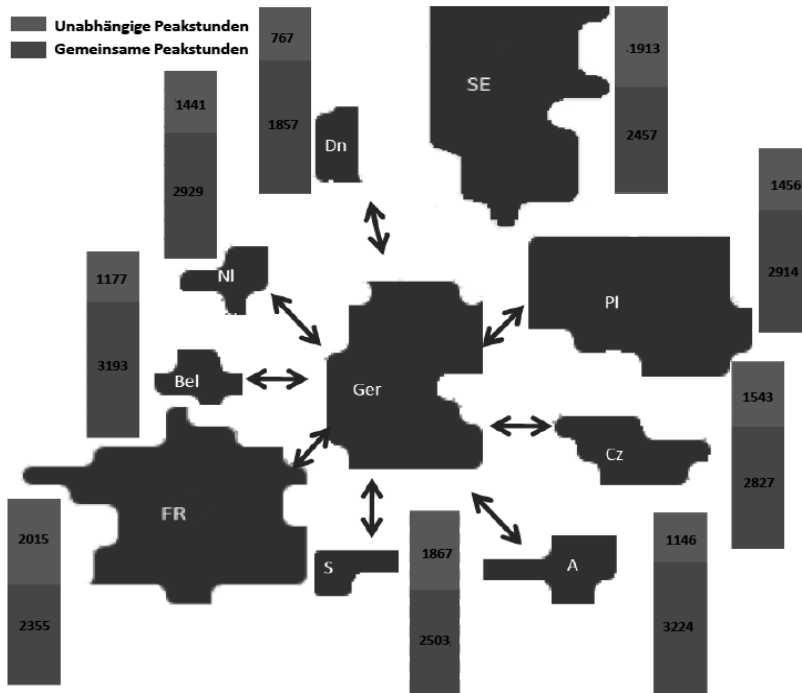 Unabhängige Peakstunden
Gemeinsame Peakstunden
767
1857
1441
2929
1913
2457
SE
Dn
1456
2914
Nl
Pl
1177
3193
Bel
Ger
1543
2827
Cz
FR
2015
2355
S
1867
2503
A
1146
3224